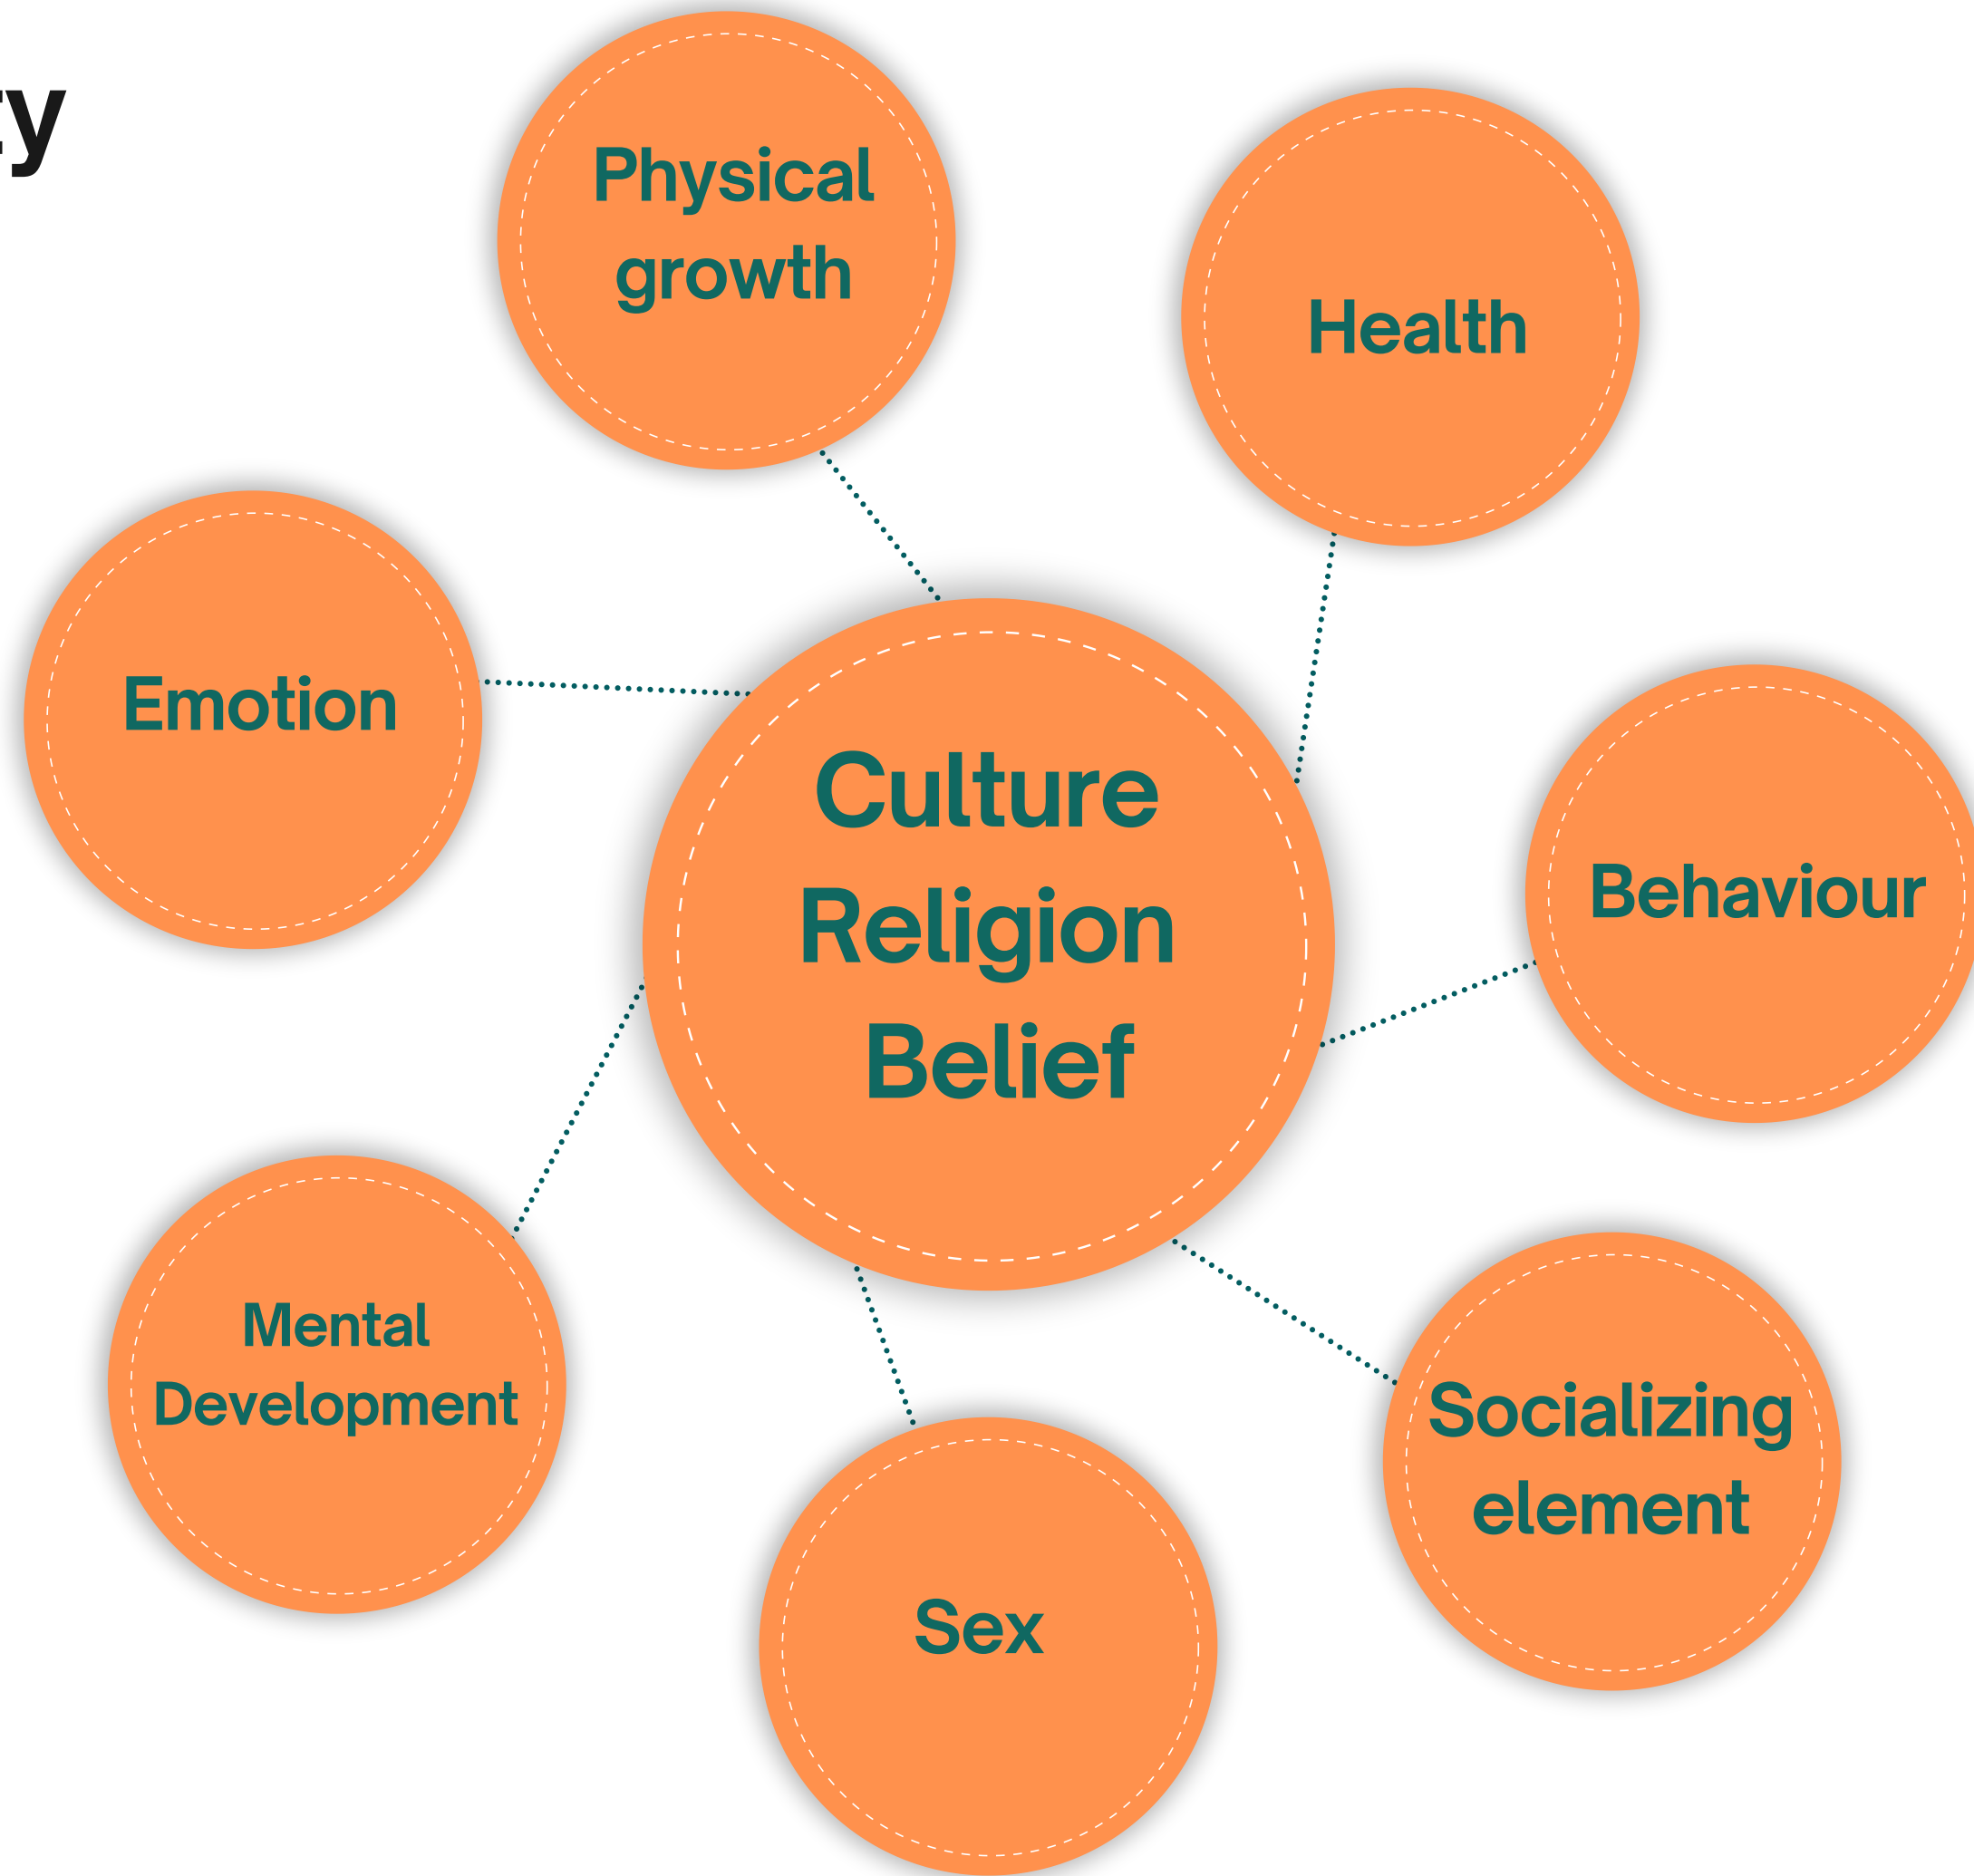 Physical
growth
Health
Emotion
Culture
Religion
Belief
Behaviour
Mental
Development
Socializing
element
Sex